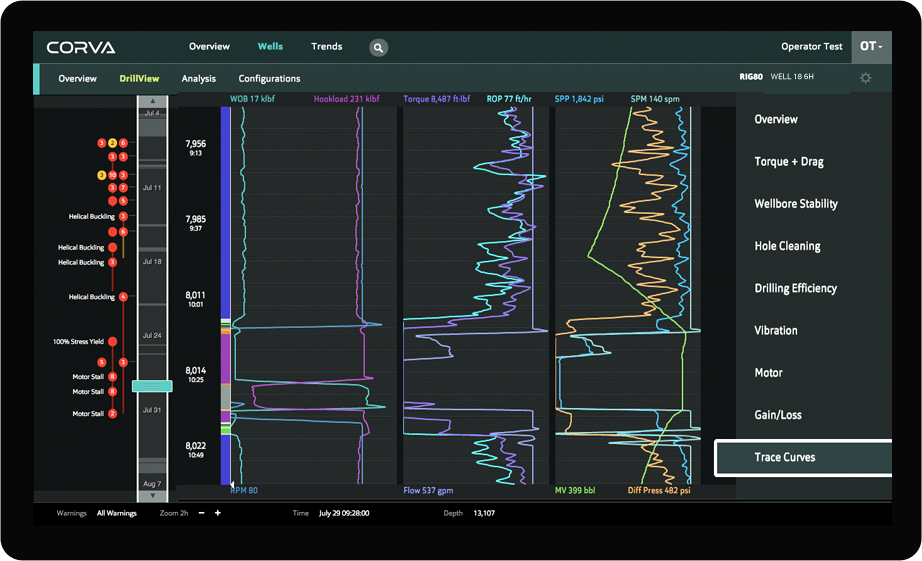 CORVA
Overview Wells Trends
Operator Test OT
Overview DrillView Analysis Configurations
RIG80 WELL 18 6H
WOB 17 klbf Hookload 231 klbf Torque 8,487 ft-lbf ROP 77 ft/hr SPP 1,842 psi SPM 140 spm
Jul 4
Overview
3 2 6
7,956
9:13
3 3
Torque + Drag
3 10 3
3 7
Jul 11
5
Wellbore Stability
Helical Buckling 3
7,985
9:37
6
Helical Buckling
Hole Cleaning
Helical Buckling 3
Jul 18
Drilling Efficiency
Helical Buckling 4
8,011
10:01
Vibration
Jul 24
100% Stress Yield
5 3
8,014
10:25
Motor
Motor Stall 8
Motor Stall 8
Jul 31
Motor Stall 2
Gain/Loss
8,022
10:49
Trace Curves
Aug 7
RPM 80 Flow 537 gpm MV 399 bbl Diff Press 482 psi
Warnings All Warnings Zoom 2h − + Time July 29 09:28:00 Depth 13,107